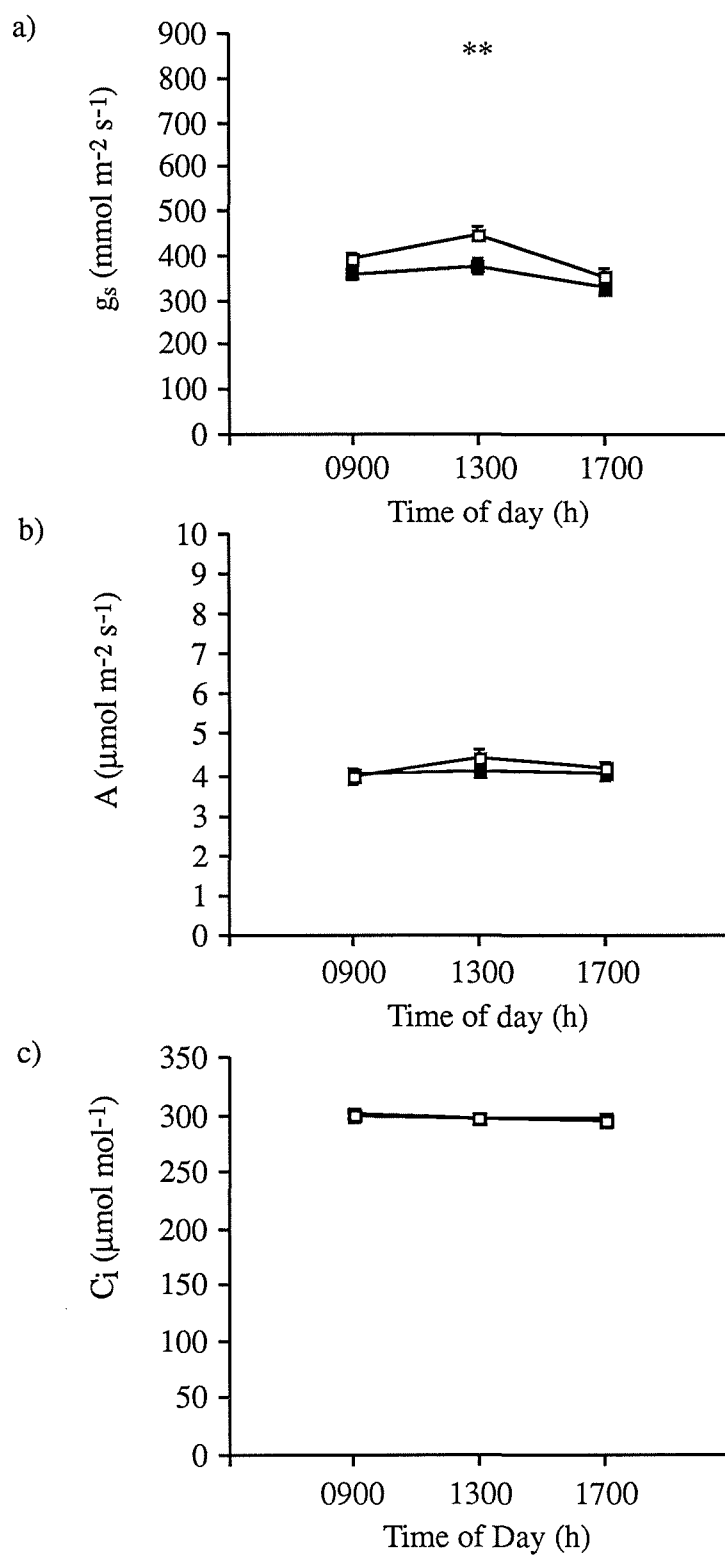 a)
gₛ (mmol m⁻² s⁻¹)
900
800
700
600
500
400
300
200
100
0
**
0900 1300 1700
Time of day (h)
b)
A (μmol m⁻² s⁻¹)
10
9
8
7
6
5
4
3
2
1
0
0900 1300 1700
Time of day (h)
c)
Cᵢ (μmol mol⁻¹)
350
300
250
200
150
100
50
0
0900 1300 1700
Time of Day (h)